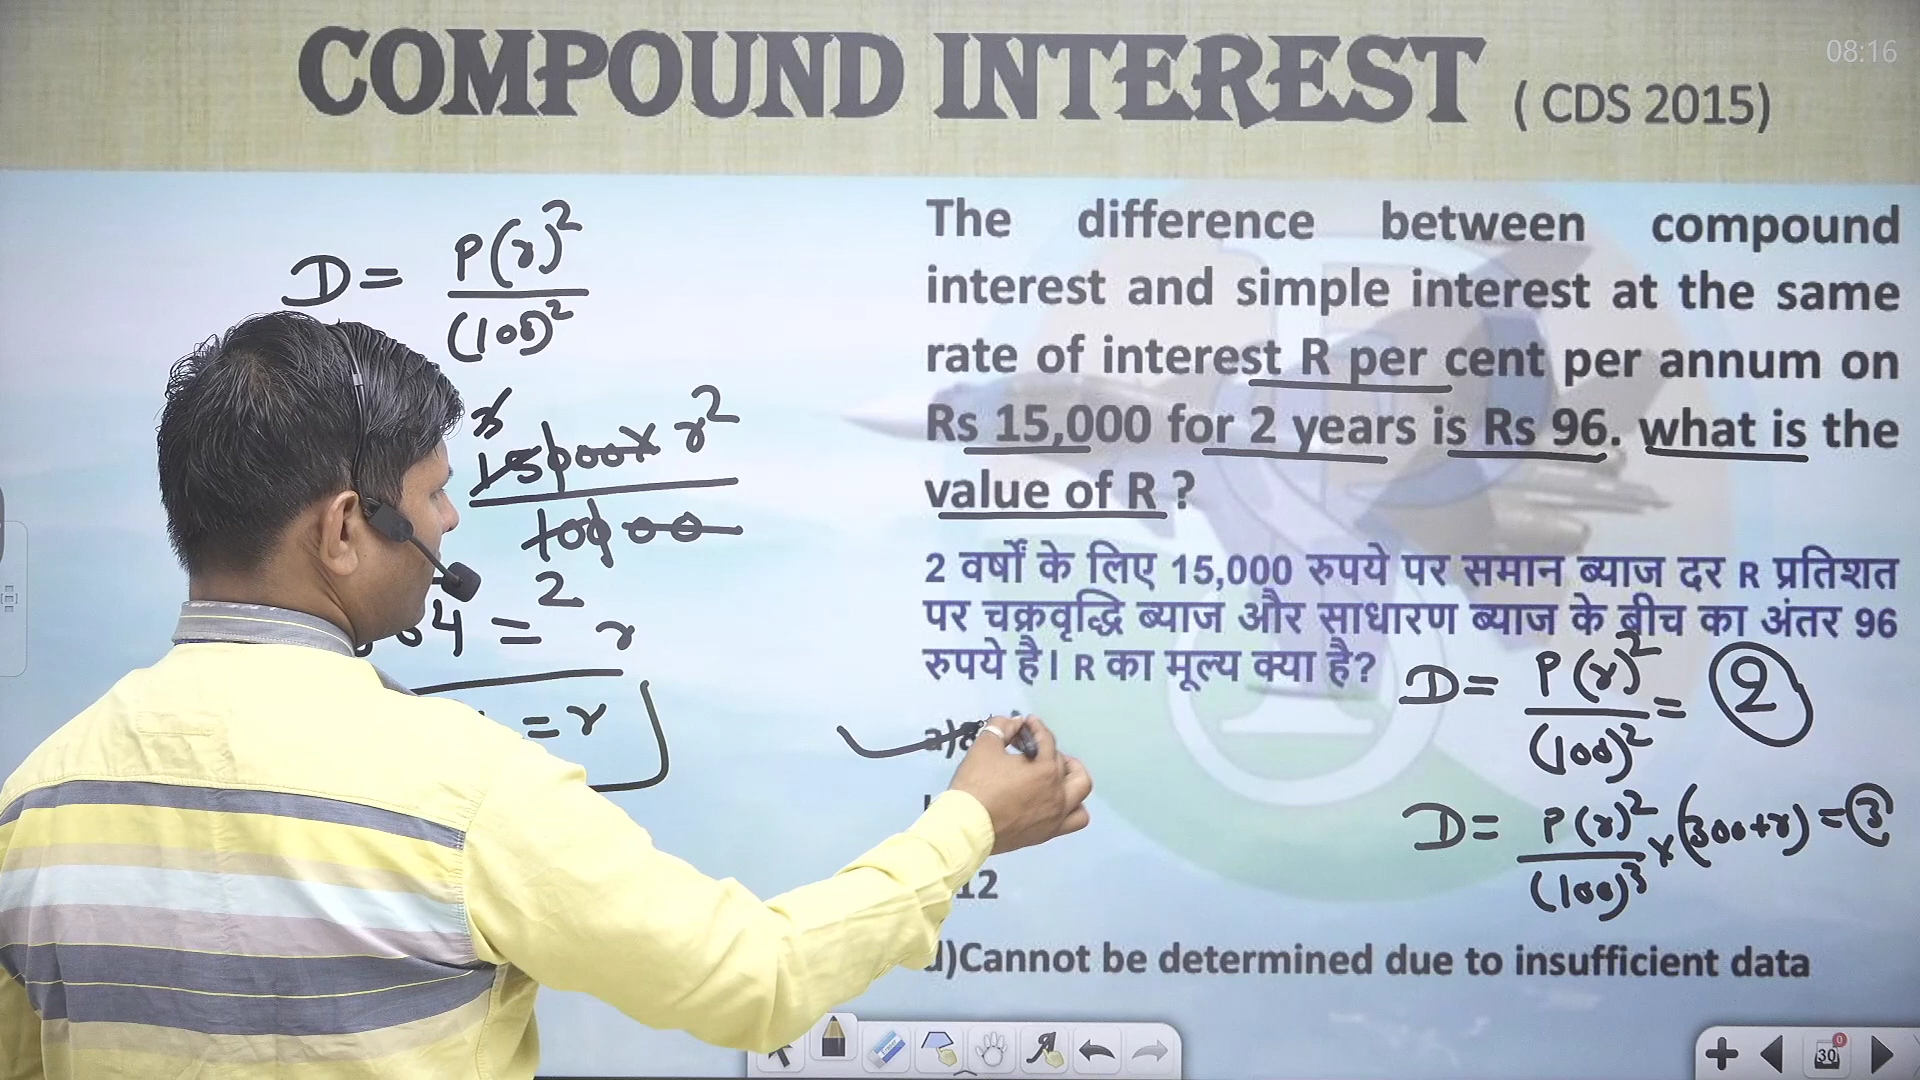 COMPOUND INTEREST ( CDS 2015)
08:16
The difference between compound
interest and simple interest at the same
rate of interest R per cent per annum on
Rs 15,000 for 2 years is Rs 96. what is the
value of R ?
2 वर्षों के लिए 15,000 रुपये पर समान ब्याज दर R प्रतिशत
पर चक्रवृद्धि ब्याज और साधारण ब्याज के बीच का अंतर 96
रुपये है। R का मूल्य क्या है?
a)8
12
d)Cannot be determined due to insufficient data
D = P(r)²
(100)²
15000 x r²
10000
64 = r²
= r
D = P(r)² = 2
(100)²
D = P(r)² x (300+r) = 3
(100)³
30